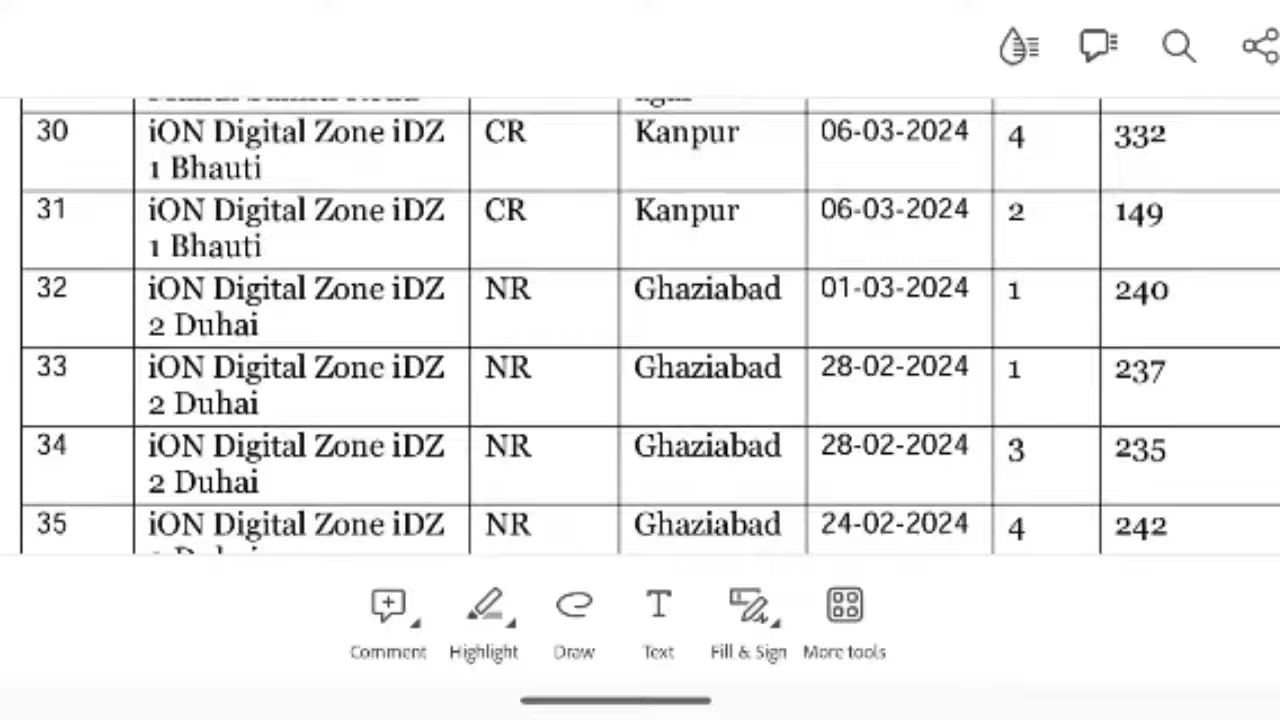 30 iON Digital Zone iDZ CR Kanpur 06-03-2024 4 332
1 Bhauti
31 iON Digital Zone iDZ CR Kanpur 06-03-2024 2 149
1 Bhauti
32 iON Digital Zone iDZ NR Ghaziabad 01-03-2024 1 240
2 Duhai
33 iON Digital Zone iDZ NR Ghaziabad 28-02-2024 1 237
2 Duhai
34 iON Digital Zone iDZ NR Ghaziabad 28-02-2024 3 235
2 Duhai
35 iON Digital Zone iDZ NR Ghaziabad 24-02-2024 4 242
Comment Highlight Draw Text Fill & Sign More tools